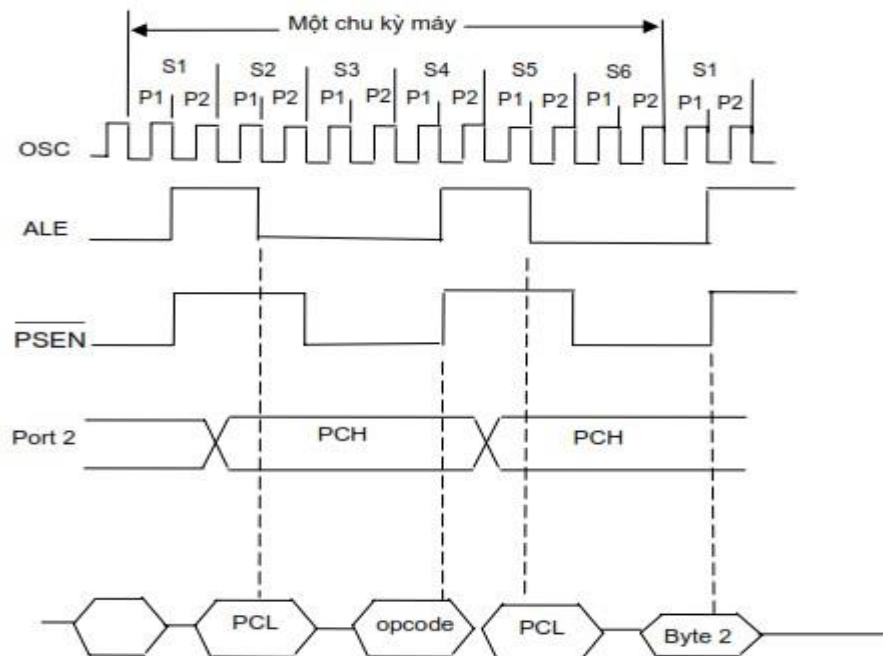 Một chu kỳ máy
S1 S2 S3 S4 S5 S6 S1
P1 P2 P1 P2 P1 P2 P1 P2 P1 P2 P1 P2 P1 P2
OSC
ALE
PSEN
Port 2 PCH PCH
PCL opcode PCL Byte 2